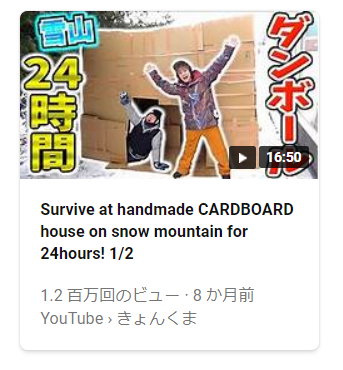 雪山
24時間
ダンボール
16:50
Survive at handmade CARDBOARD
house on snow mountain for
24hours! 1/2
1.2 百万回のビュー · 8 か月前
YouTube › きょんくま